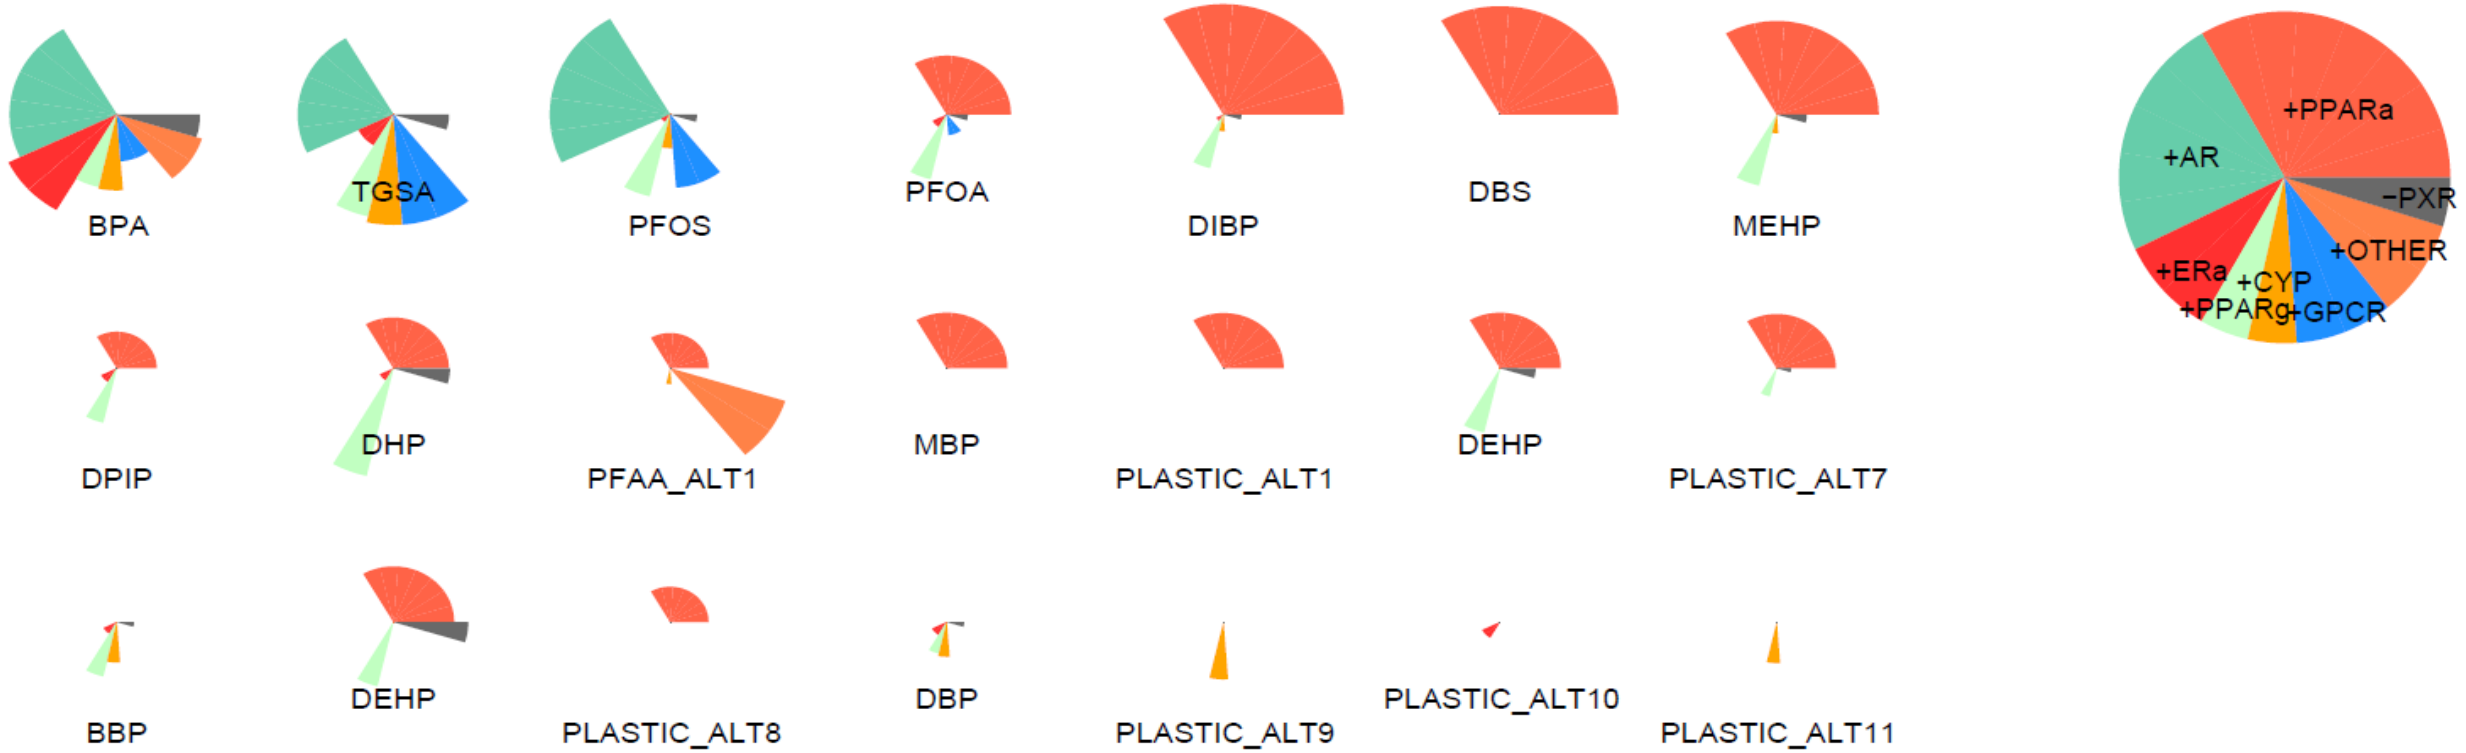 BPA
TGSA
PFOS
PFOA
DIBP
DBS
MEHP
+PPARa
+AR
−PXR
+OTHER
+ERa
+CYP
+PPARg
+GPCR
DPIP
DHP
PFAA_ALT1
MBP
PLASTIC_ALT1
DEHP
PLASTIC_ALT7
BBP
DEHP
PLASTIC_ALT8
DBP
PLASTIC_ALT9
PLASTIC_ALT10
PLASTIC_ALT11